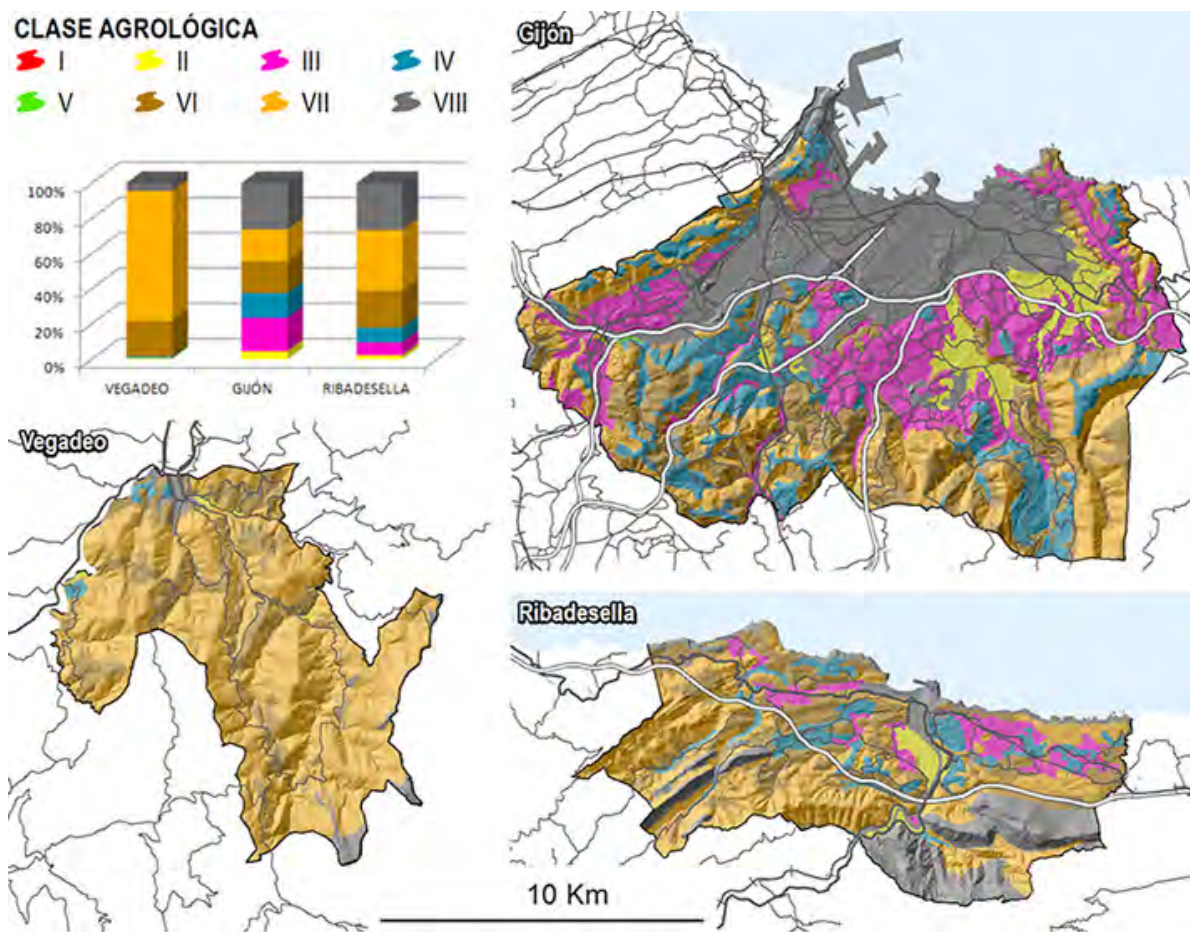 CLASE AGROLÓGICA
I II III IV
V VI VII VIII
100%
80%
60%
40%
20%
0%
VEGADEO GIJÓN RIBADESELLA
Gijón
Vegadeo
Ribadesella
10 Km